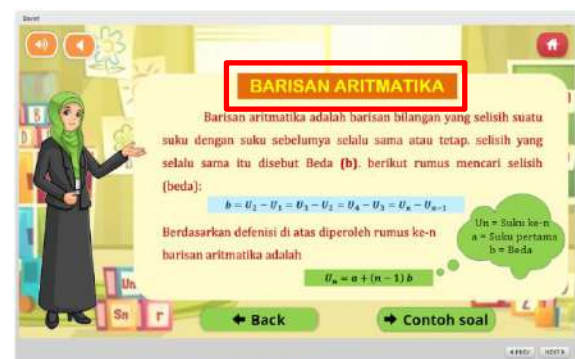 BARISAN ARITMATIKA
Barisan aritmatika adalah barisan bilangan yang selisih suatu
suku dengan suku sebelumya selalu sama atau tetap. selisih yang
selalu sama itu disebut Beda (b). berikut rumus mencari selisih
(beda):
b = U₂ − U₁ = U₃ − U₂ = U₄ − U₃ = Uₙ − Uₙ₋₁
Berdasarkan defenisi di atas diperoleh rumus ke-n
barisan aritmatika adalah
Uₙ = a + (n − 1) b
Un = Suku ke-n
a = Suku pertama
b = Beda
Un
Sn
r
Back
Contoh soal
PREV
NEXT